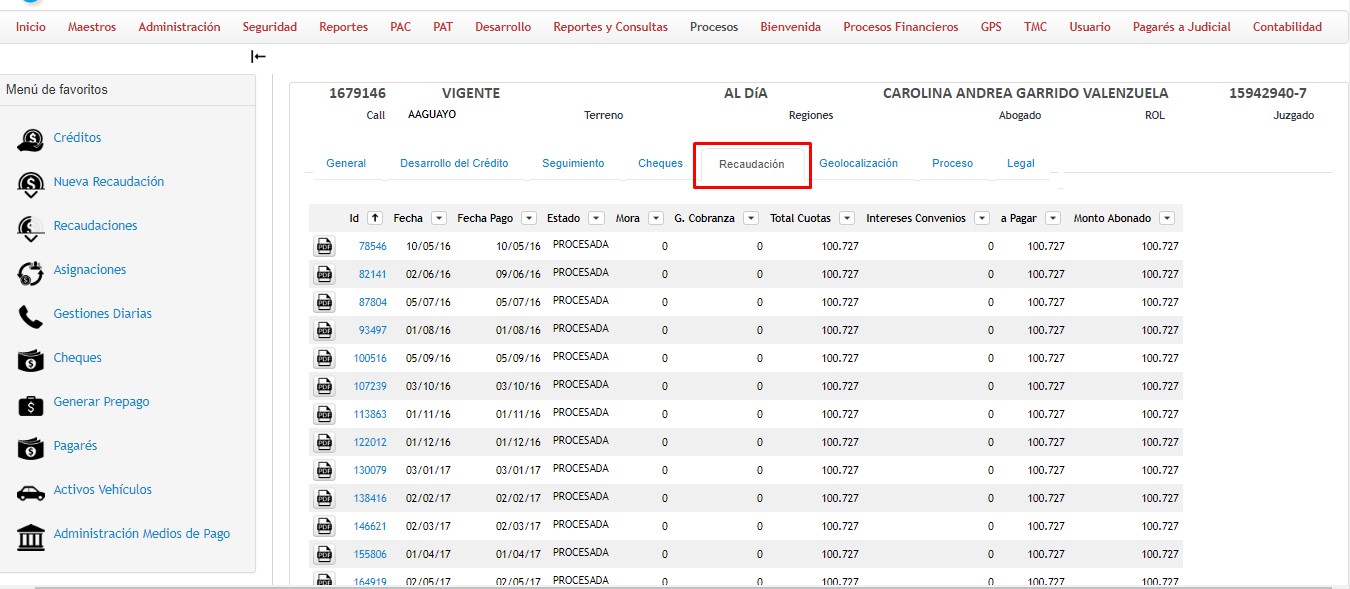 Inicio Maestros Administración Seguridad Reportes PAC PAT Desarrollo Reportes y Consultas Procesos Bienvenida Procesos Financieros GPS TMC Usuario Pagarés a Judicial Contabilidad
Menú de favoritos
Créditos
Nueva Recaudación
Recaudaciones
Asignaciones
Gestiones Diarias
Cheques
Generar Prepago
Pagarés
Activos Vehículos
Administración Medios de Pago
1679146 VIGENTE AL DíA CAROLINA ANDREA GARRIDO VALENZUELA 15942940-7
Call AAGUAYO Terreno Regiones Abogado ROL Juzgado
General Desarrollo del Crédito Seguimiento Cheques Recaudación Geolocalización Proceso Legal
Id Fecha Fecha Pago Estado Mora G. Cobranza Total Cuotas Intereses Convenios a Pagar Monto Abonado
PDF 78546 10/05/16 10/05/16 PROCESADA 0 0 100.727 0 100.727 100.727
PDF 82141 02/06/16 09/06/16 PROCESADA 0 0 100.727 0 100.727 100.727
PDF 87804 05/07/16 05/07/16 PROCESADA 0 0 100.727 0 100.727 100.727
PDF 93497 01/08/16 01/08/16 PROCESADA 0 0 100.727 0 100.727 100.727
PDF 100516 05/09/16 05/09/16 PROCESADA 0 0 100.727 0 100.727 100.727
PDF 107239 03/10/16 03/10/16 PROCESADA 0 0 100.727 0 100.727 100.727
PDF 113863 01/11/16 01/11/16 PROCESADA 0 0 100.727 0 100.727 100.727
PDF 122012 01/12/16 01/12/16 PROCESADA 0 0 100.727 0 100.727 100.727
PDF 130079 03/01/17 03/01/17 PROCESADA 0 0 100.727 0 100.727 100.727
PDF 138416 02/02/17 02/02/17 PROCESADA 0 0 100.727 0 100.727 100.727
PDF 146621 02/03/17 02/03/17 PROCESADA 0 0 100.727 0 100.727 100.727
PDF 155806 01/04/17 01/04/17 PROCESADA 0 0 100.727 0 100.727 100.727
PDF 164919 02/05/17 02/05/17 PROCESADA 0 0 100.727 0 100.727 100.727